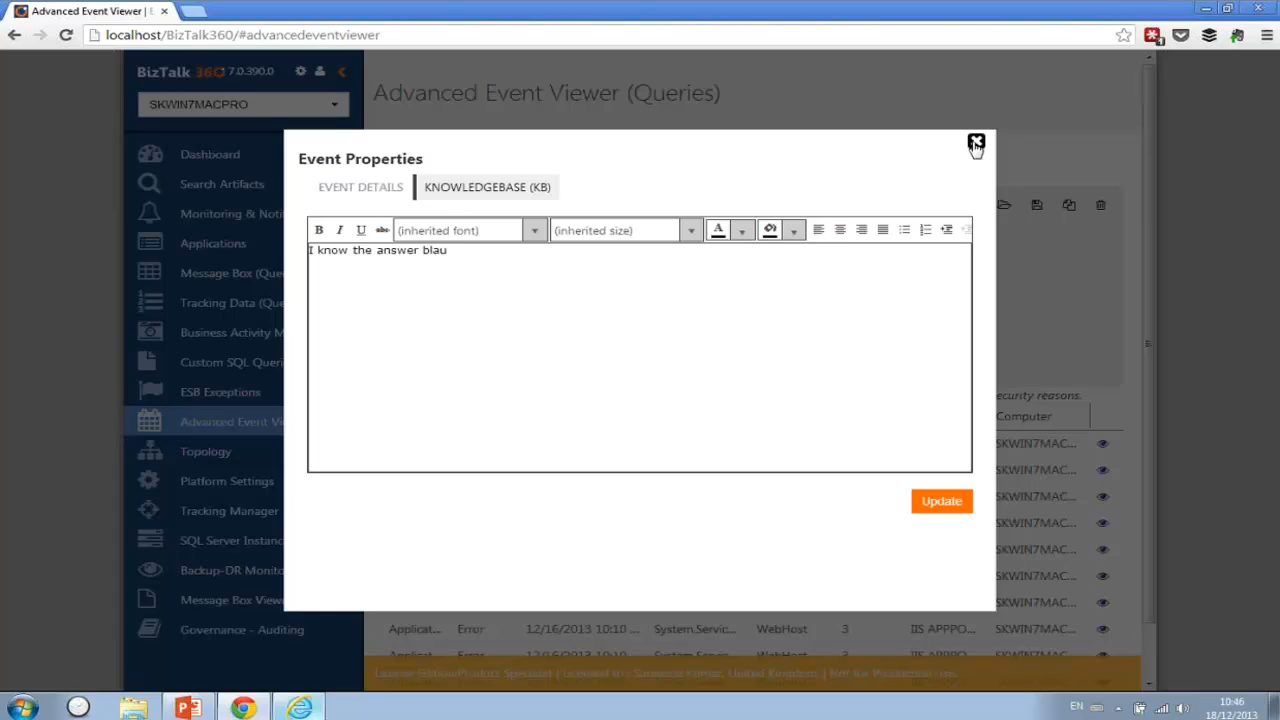 Advanced Event Viewer | E
localhost/BizTalk360/#advancedeventviewer
BizTalk 360 7.0.390.0
SKWIN7MACPRO
Advanced Event Viewer (Queries)
Dashboard
Search Artifacts
Monitoring & Noti
Applications
Message Box (Que
Tracking Data (Que
Business Activity M
Custom SQL Queri
ESB Exceptions
Advanced Event Vi
Topology
Platform Settings
Tracking Manager
SQL Server Instanc
Backup-DR Monito
Message Box View
Governance - Auditing
Event Properties
EVENT DETAILS
KNOWLEDGEBASE (KB)
B I U abc (inherited font) (inherited size) A
I know the answer blau
Update
ecurity reasons.
Computer
SKWIN7MAC...
SKWIN7MAC...
SKWIN7MAC...
SKWIN7MAC...
SKWIN7MAC...
SKWIN7MAC...
SKWIN7MAC...
Applicat... Error 12/16/2013 10:10 ... System.Servic... WebHost 3 IIS APPPO... SKWIN7MAC...
EN
10:46
18/12/2013